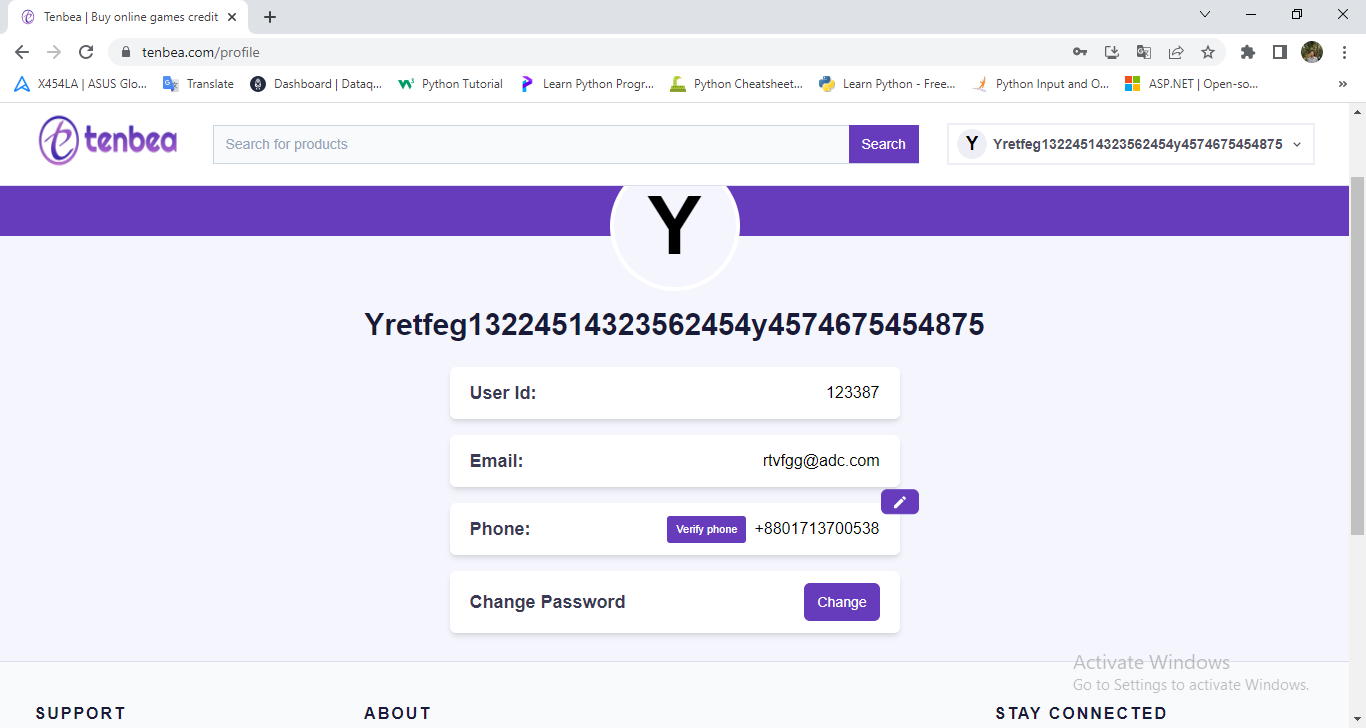 Tenbea | Buy online games credit
tenbea.com/profile
X454LA | ASUS Glo... Translate Dashboard | Dataq... Python Tutorial Learn Python Progr... Python Cheatsheet... Learn Python - Free... Python Input and O... ASP.NET | Open-so... »
tenbea Search for products Search Y Yretfeg13224514323562454y4574675454875
Y
Yretfeg13224514323562454y4574675454875
User Id: 123387
Email: rtvfgg@adc.com
Phone: Verify phone +8801713700538
Change Password Change
Activate Windows
Go to Settings to activate Windows.
SUPPORT ABOUT STAY CONNECTED